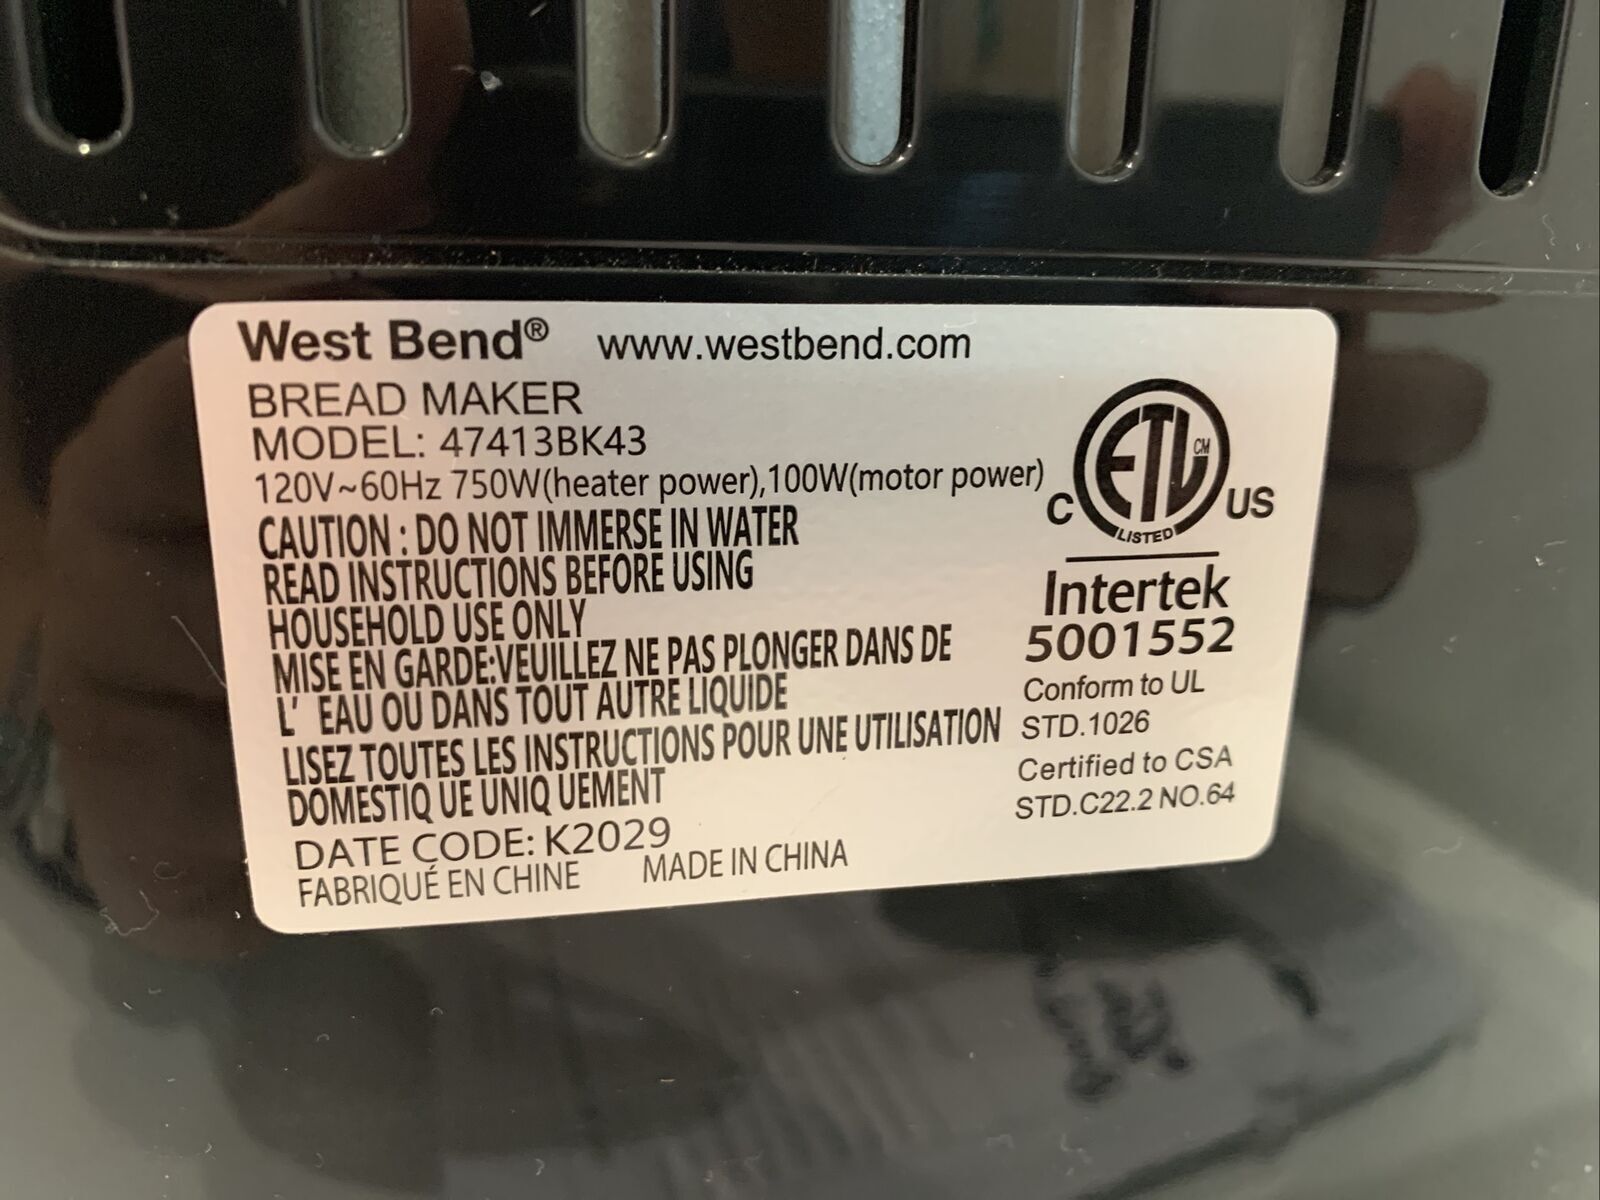 West Bend® www.westbend.com
BREAD MAKER
MODEL: 47413BK43
120V~60Hz 750W(heater power),100W(motor power)
CAUTION : DO NOT IMMERSE IN WATER
READ INSTRUCTIONS BEFORE USING
HOUSEHOLD USE ONLY
MISE EN GARDE:VEUILLEZ NE PAS PLONGER DANS DE
L' EAU OU DANS TOUT AUTRE LIQUIDE
LISEZ TOUTES LES INSTRUCTIONS POUR UNE UTILISATION
DOMESTIQ UE UNIQ UEMENT
DATE CODE: K2029
FABRIQUÉ EN CHINE MADE IN CHINA
ETL CM
C US
LISTED
Intertek
5001552
Conform to UL
STD.1026
Certified to CSA
STD.C22.2 NO.64